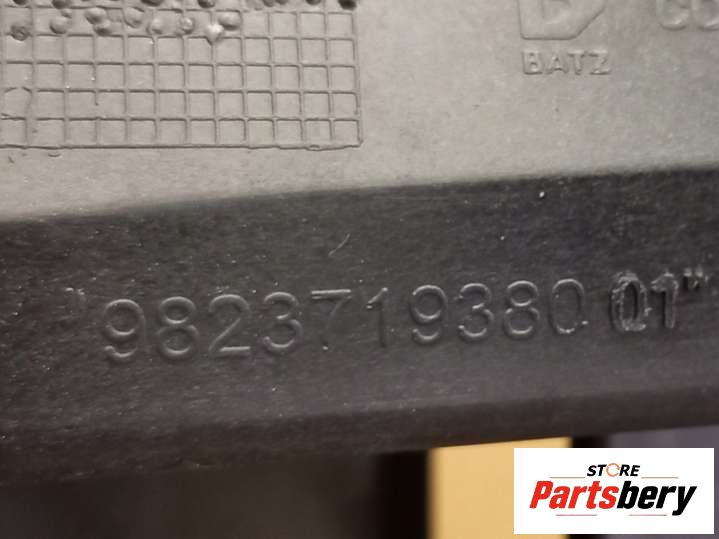 BATZ
"9823719380 01"
STORE
Partsbery